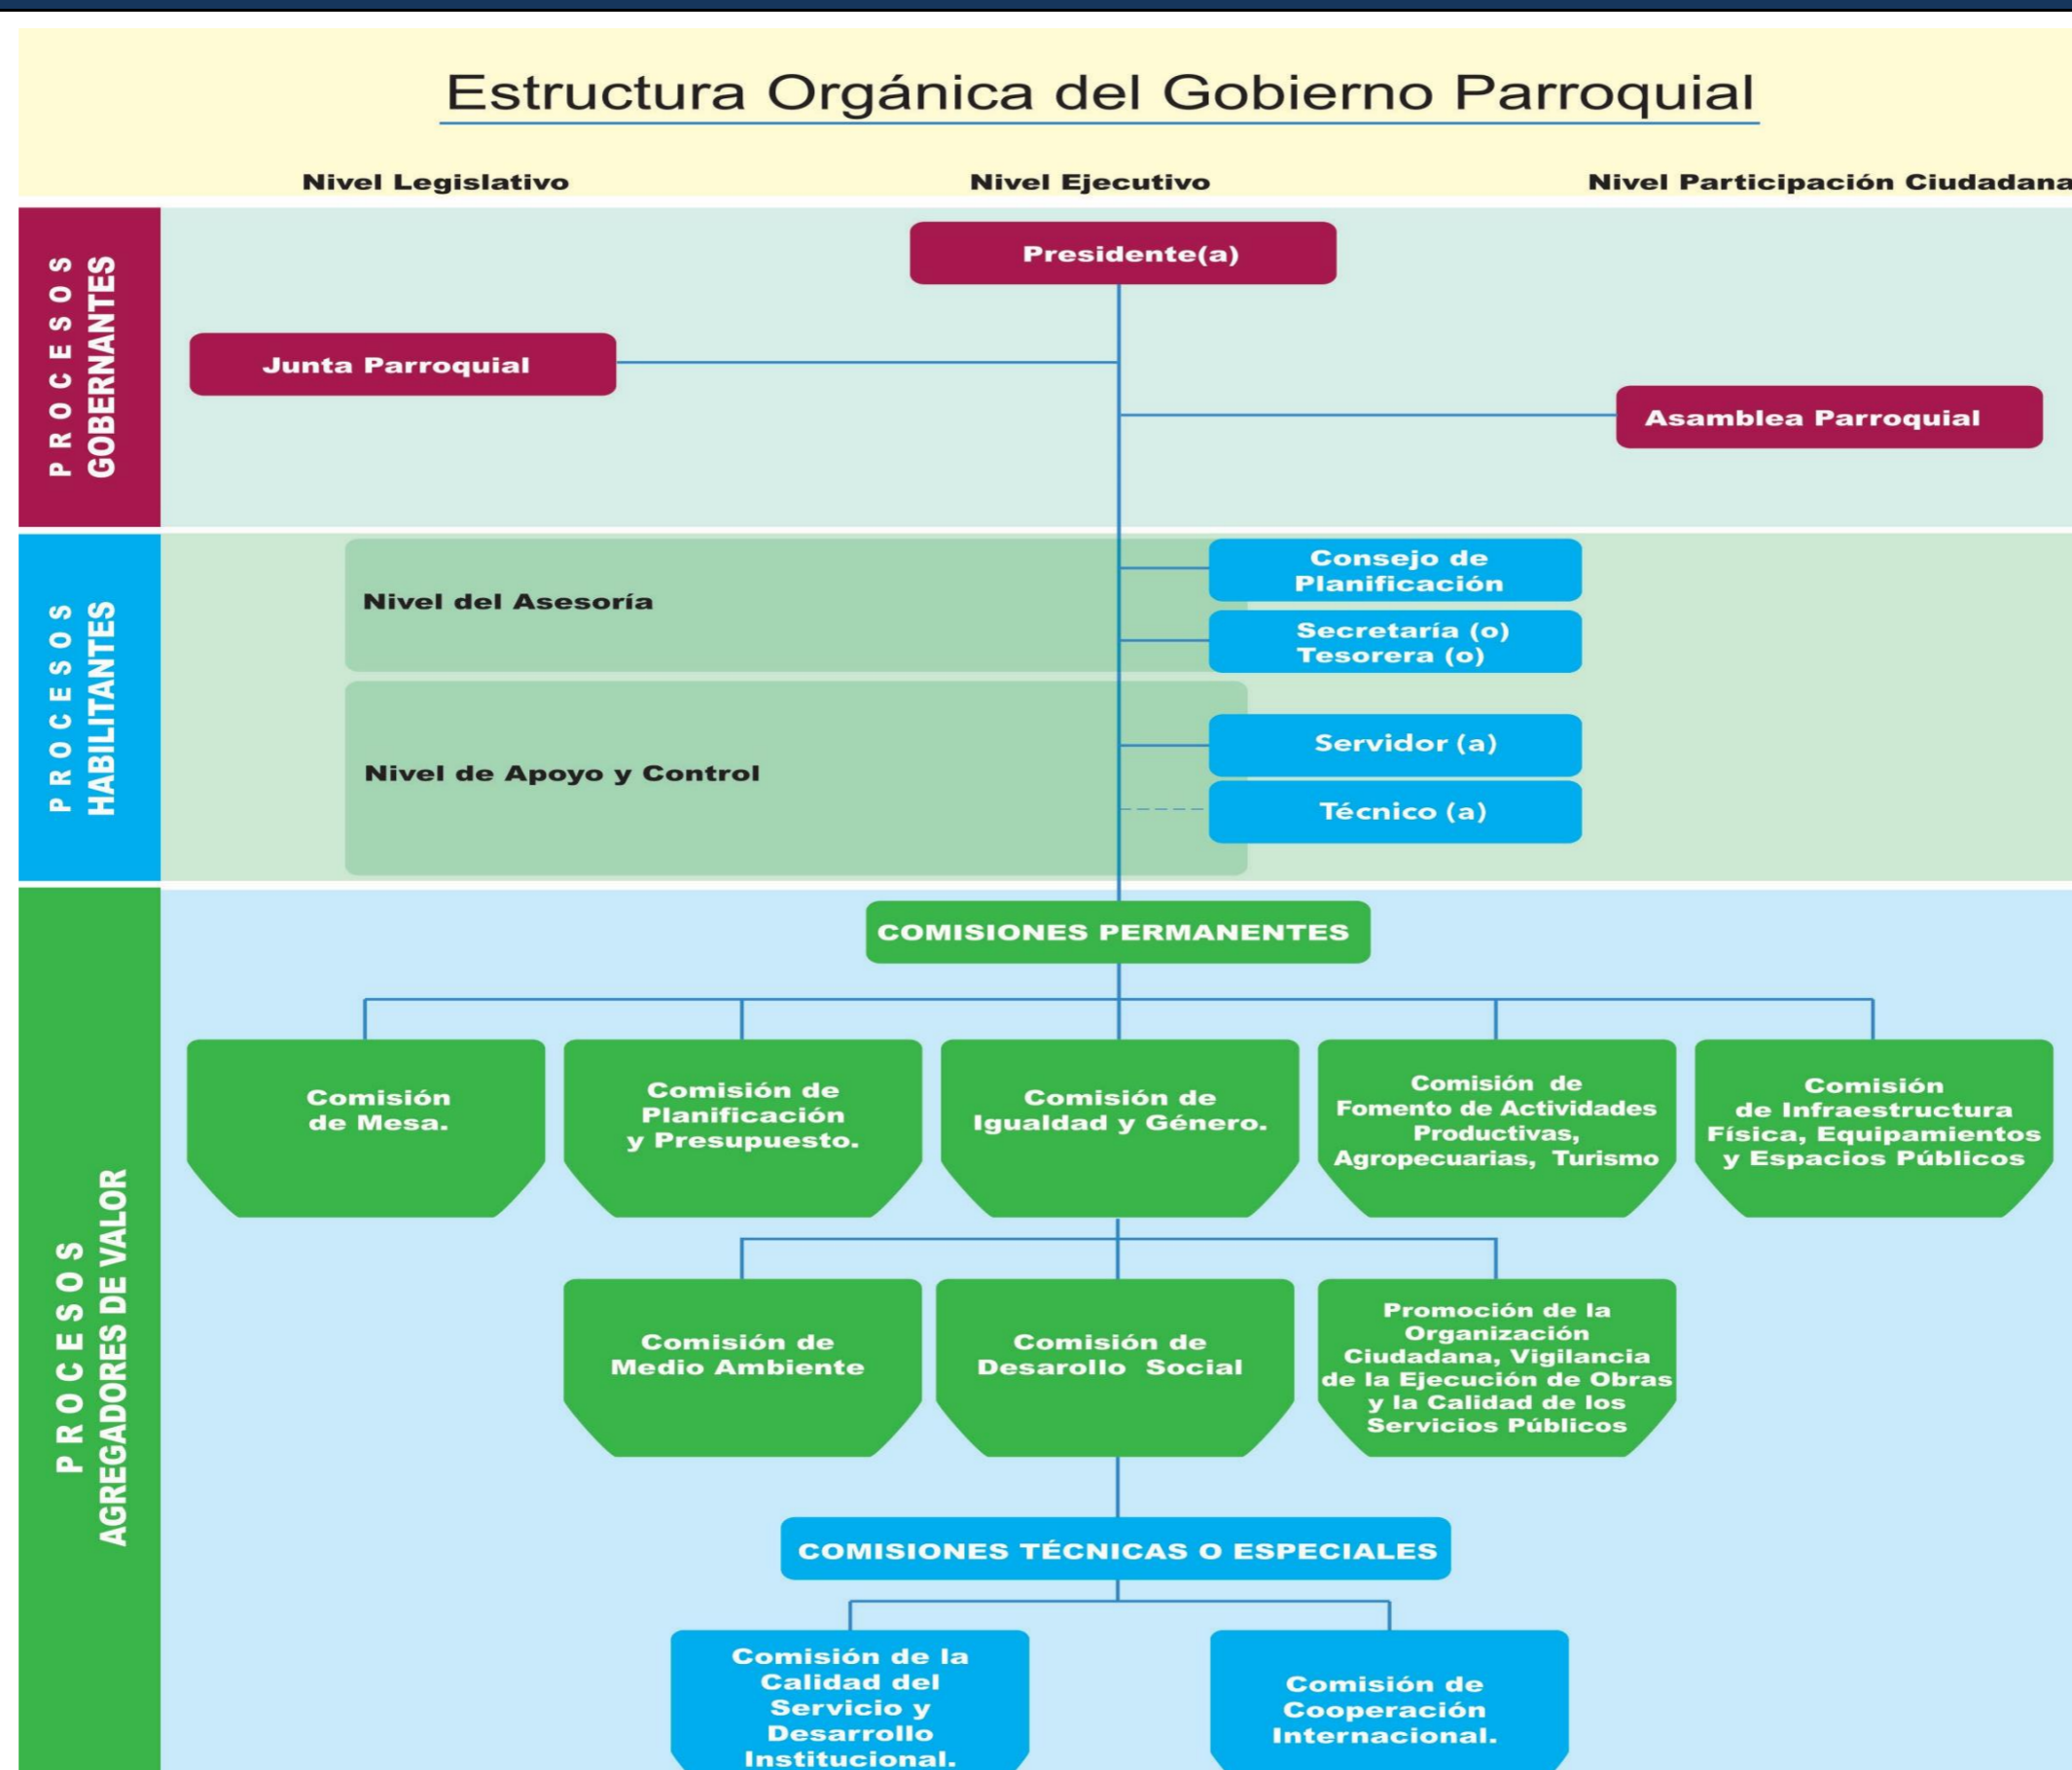 Estructura Orgánica del Gobierno Parroquial
Nivel Legislativo
Nivel Ejecutivo
Nivel Participación Ciudadana
PROCESOS
GOBERNANTES
Presidente(a)
Junta Parroquial
Asamblea Parroquial
PROCESOS
HABILITANTES
Nivel del Asesoría
Consejo de
Planificación
Secretaría (o)
Tesorera (o)
Nivel de Apoyo y Control
Servidor (a)
Técnico (a)
PROCESOS
AGREGADORES DE VALOR
COMISIONES PERMANENTES
Comisión
de Mesa.
Comisión de
Planificación
y Presupuesto.
Comisión de
Igualdad y Género.
Comisión de
Fomento de Actividades
Productivas,
Agropecuarias, Turismo
Comisión
de Infraestructura
Física, Equipamientos
y Espacios Públicos
Comisión de
Medio Ambiente
Comisión de
Desarollo Social
Promoción de la
Organización
Ciudadana, Vigilancia
de la Ejecución de Obras
y la Calidad de los
Servicios Públicos
COMISIONES TÉCNICAS O ESPECIALES
Comisión de la
Calidad del
Servicio y
Desarrollo
Institucional.
Comisión de
Cooperación
Internacional.